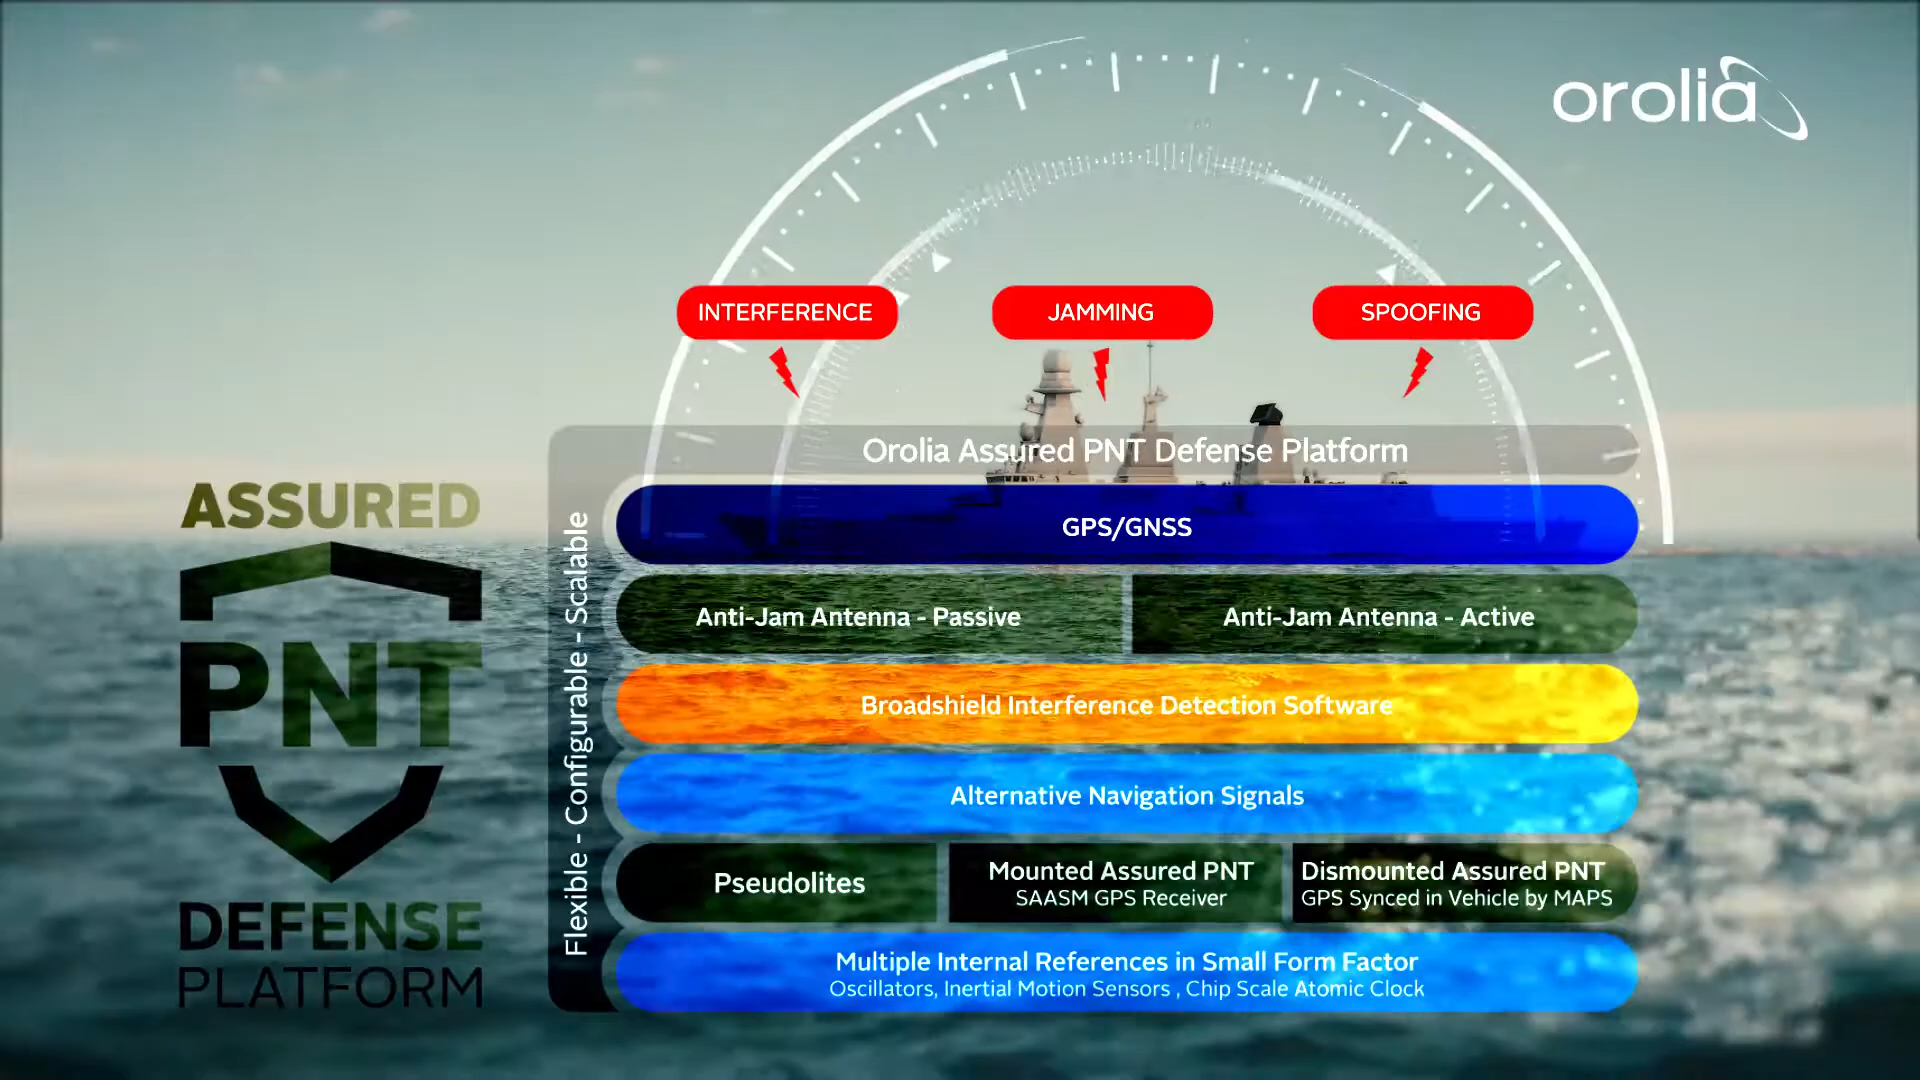 orolia
INTERFERENCE
JAMMING
SPOOFING
Orolia Assured PNT Defense Platform
ASSURED
PNT
DEFENSE
PLATFORM
Flexible - Configurable - Scalable
GPS/GNSS
Anti-Jam Antenna - Passive
Anti-Jam Antenna - Active
Broadshield Interference Detection Software
Alternative Navigation Signals
Pseudolites
Mounted Assured PNT
SAASM GPS Receiver
Dismounted Assured PNT
GPS Synced in Vehicle by MAPS
Multiple Internal References in Small Form Factor
Oscillators, Inertial Motion Sensors , Chip Scale Atomic Clock